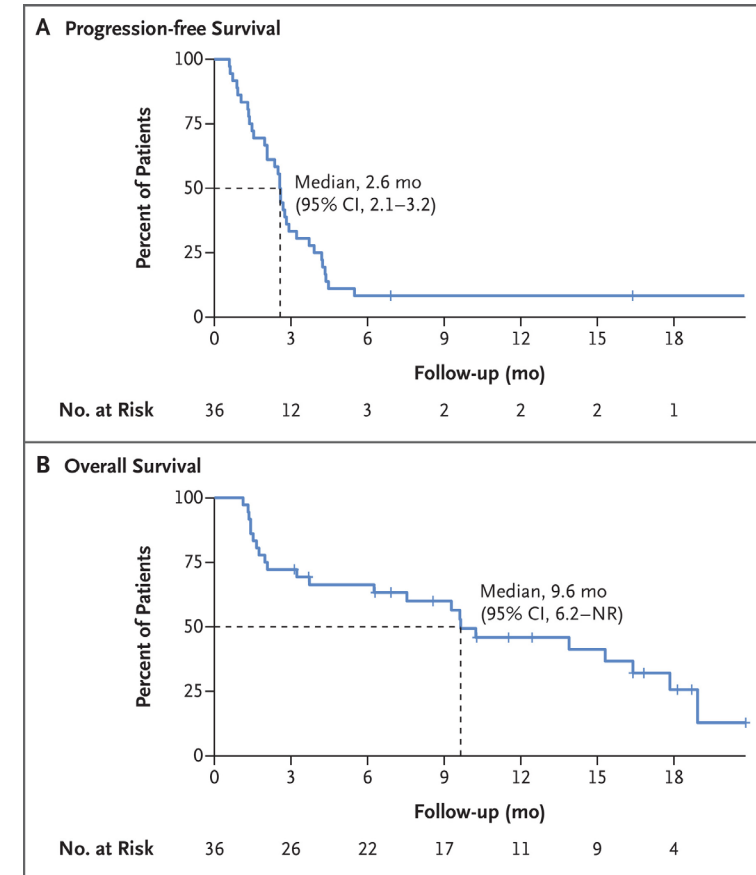 A Progression-free Survival
100
75
50
25
0
Percent of Patients
Median, 2.6 mo
(95% CI, 2.1–3.2)
0 3 6 9 12 15 18
Follow-up (mo)
No. at Risk 36 12 3 2 2 2 1
B Overall Survival
100
75
50
25
0
Percent of Patients
Median, 9.6 mo
(95% CI, 6.2–NR)
0 3 6 9 12 15 18
Follow-up (mo)
No. at Risk 36 26 22 17 11 9 4